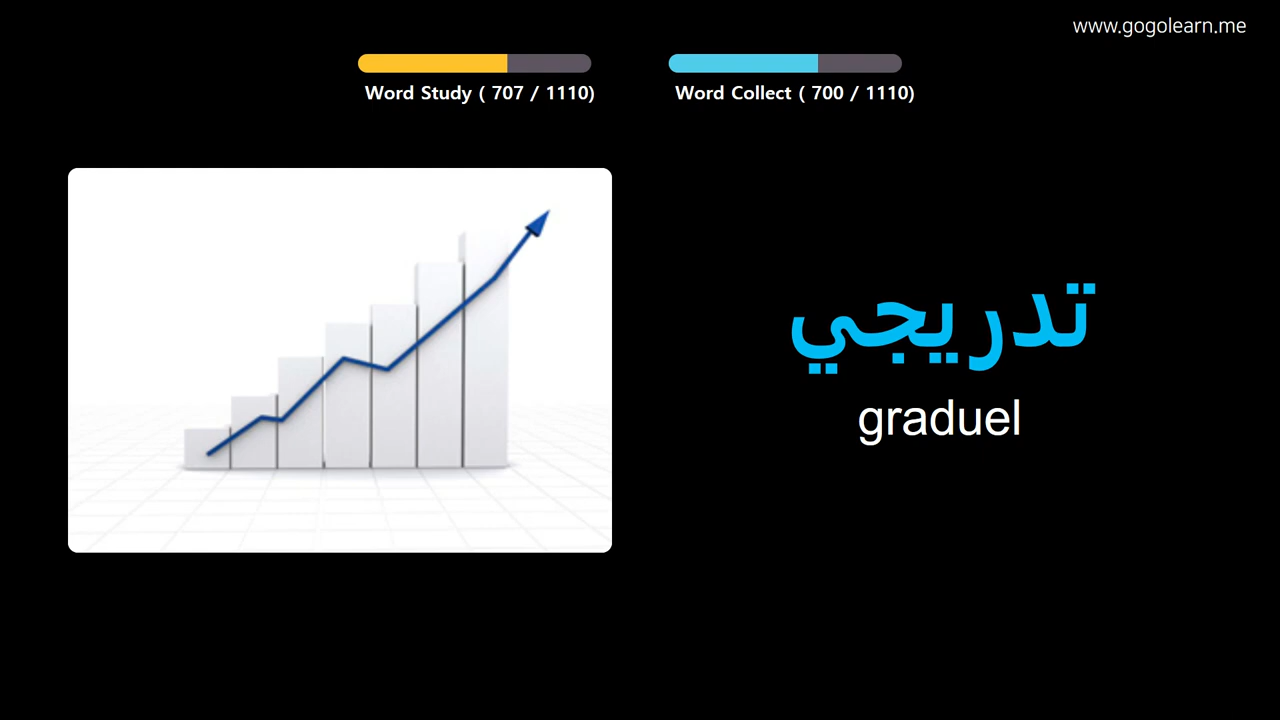 www.gogolearn.me
Word Study ( 707 / 1110)
Word Collect ( 700 / 1110)
تدريجي
graduel